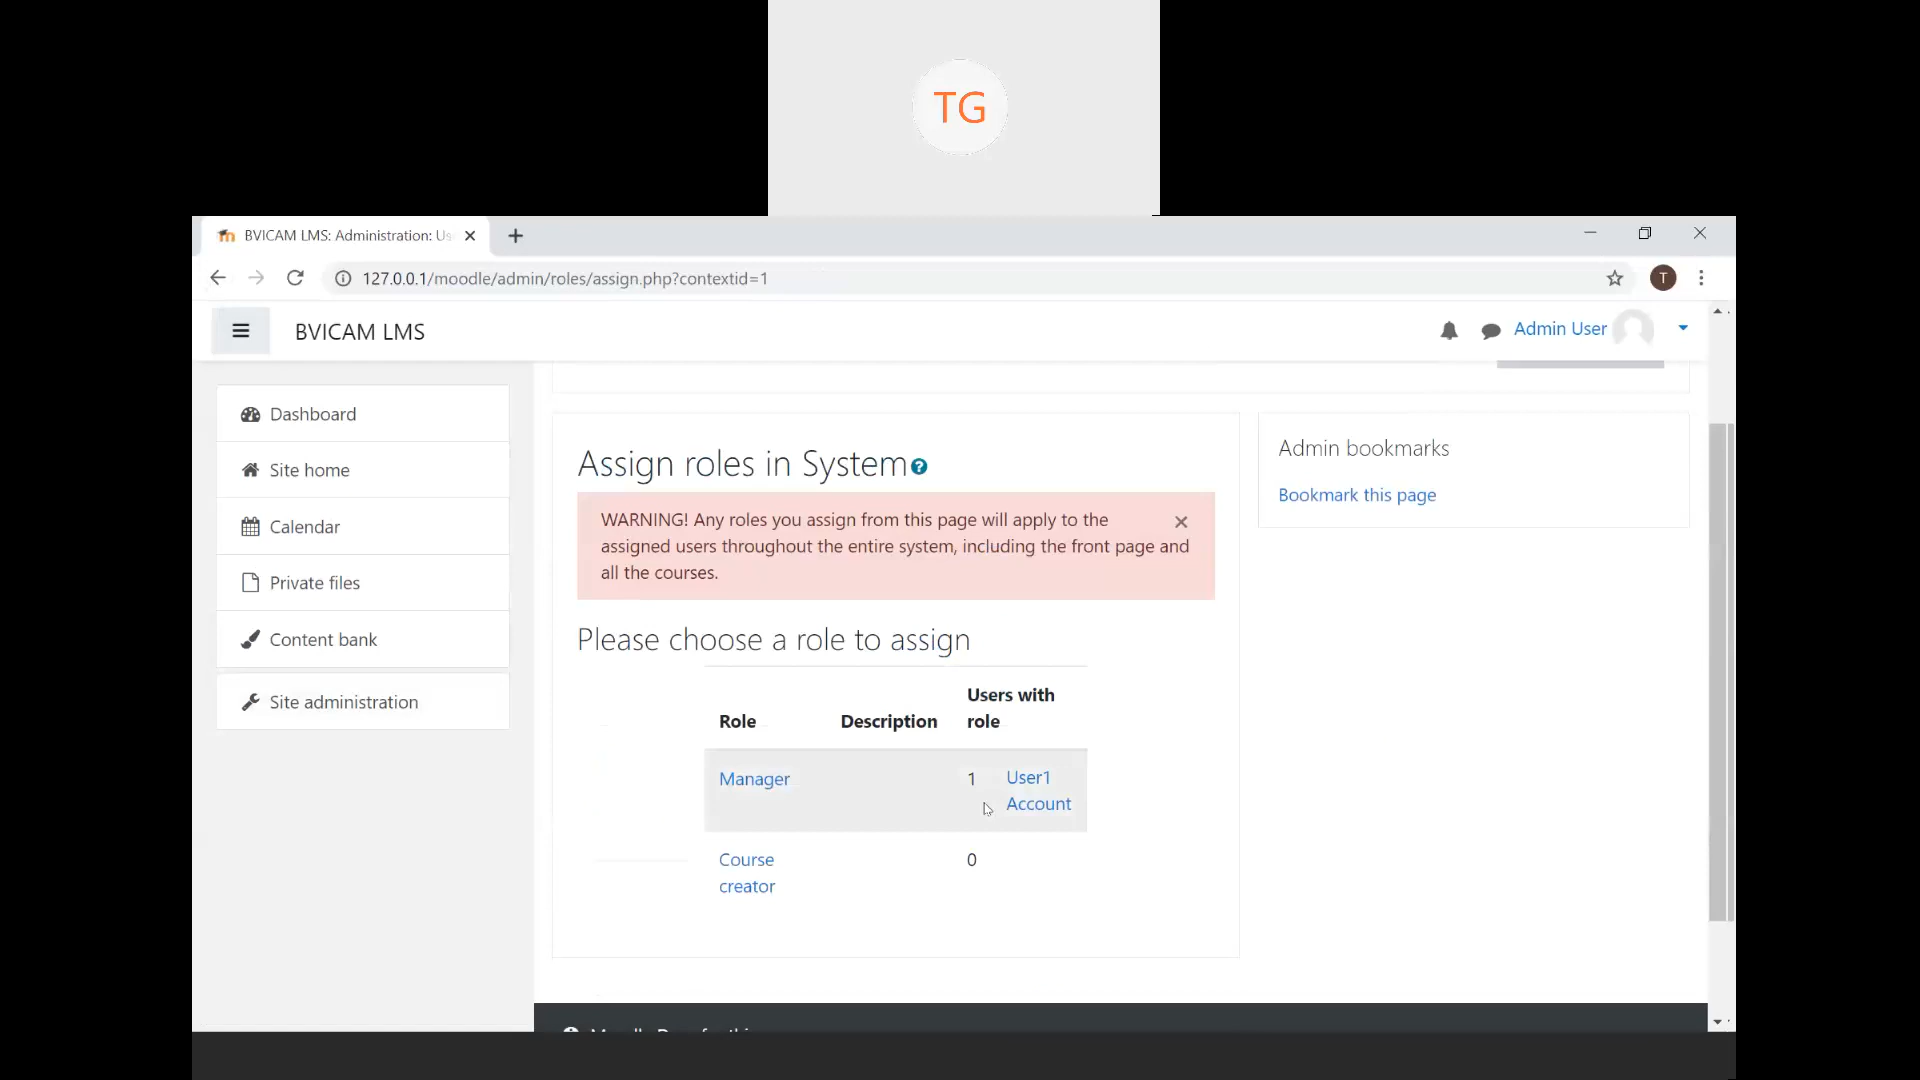 TG
BVICAM LMS: Administration: Us
127.0.0.1/moodle/admin/roles/assign.php?contextid=1
T
BVICAM LMS
Admin User
Dashboard
Site home
Calendar
Private files
Content bank
Site administration
Assign roles in System
WARNING! Any roles you assign from this page will apply to the
assigned users throughout the entire system, including the front page and
all the courses.
Please choose a role to assign
Role Description Users with role
Manager 1 User1 Account
Course creator 0
Admin bookmarks
Bookmark this page